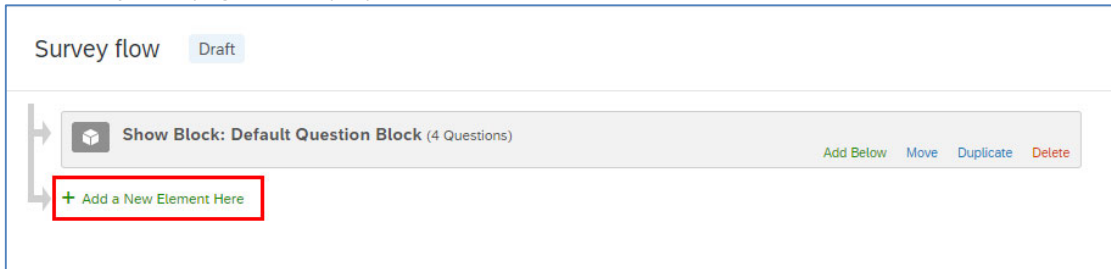 Survey flow Draft
Show Block: Default Question Block (4 Questions)
Add Below Move Duplicate Delete
+ Add a New Element Here